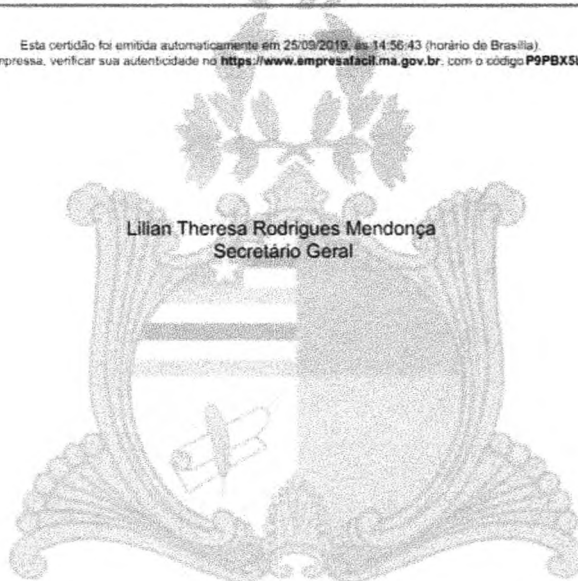 Esta certidão foi emitida automaticamente em 25/09/2019, às 14:56:43 (horário de Brasília).
verificar sua autenticidade no https://www.empresafacil.ma.gov.br, com o código
Lilian Theresa Rodrigues Mendonça
Secretário Geral